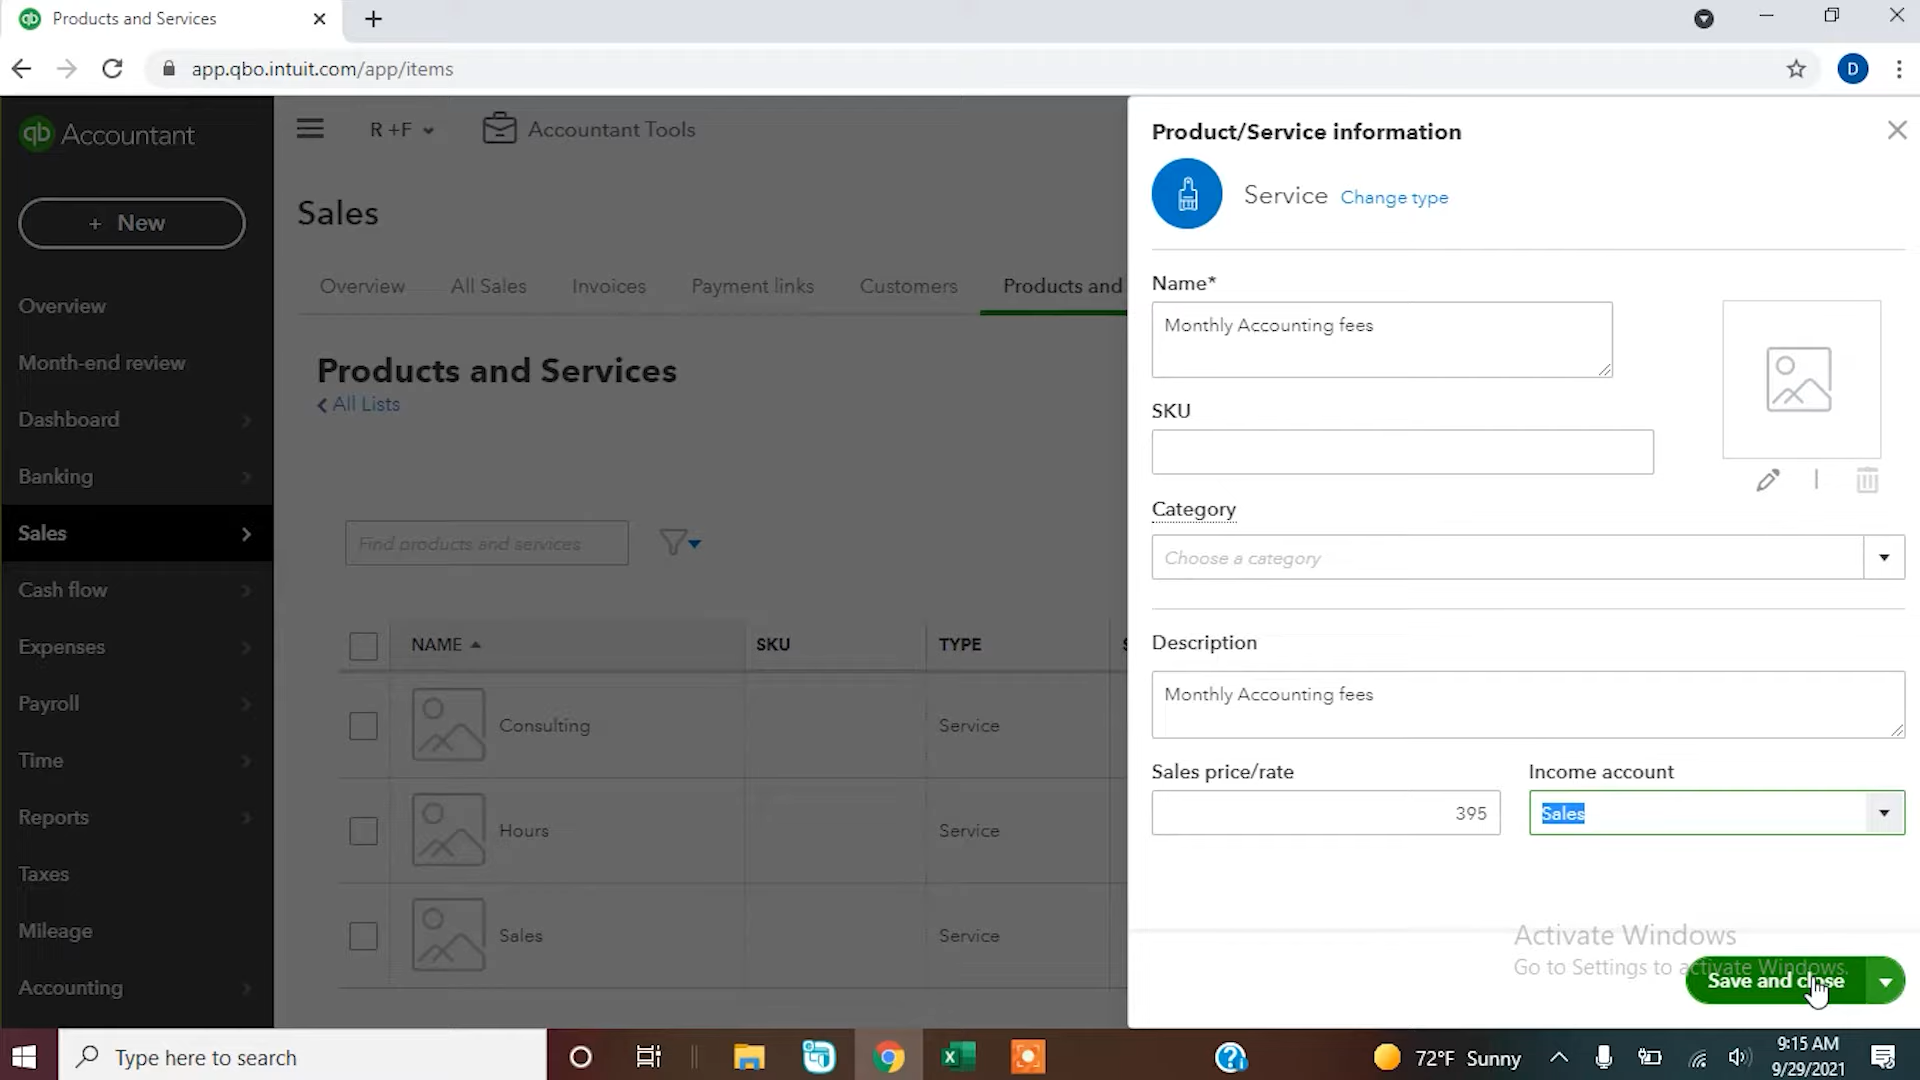 Products and Services
app.qbo.intuit.com/app/items
D
qb Accountant
R +F
Accountant Tools
+ New
Overview
Month-end review
Dashboard
Banking
Sales
Cash flow
Expenses
Payroll
Time
Reports
Taxes
Mileage
Accounting
Sales
Overview
All Sales
Invoices
Payment links
Customers
Products and
Products and Services
All Lists
Find products and services
NAME
SKU
TYPE
Consulting
Service
Hours
Service
Sales
Service
Product/Service information
Service Change type
Name*
Monthly Accounting fees
SKU
Category
Choose a category
Description
Monthly Accounting fees
Sales price/rate
Income account
395
Sales
Activate Windows
Go to Settings to activate Windows.
Save and close
Type here to search
72°F Sunny
9:15 AM
9/29/2021